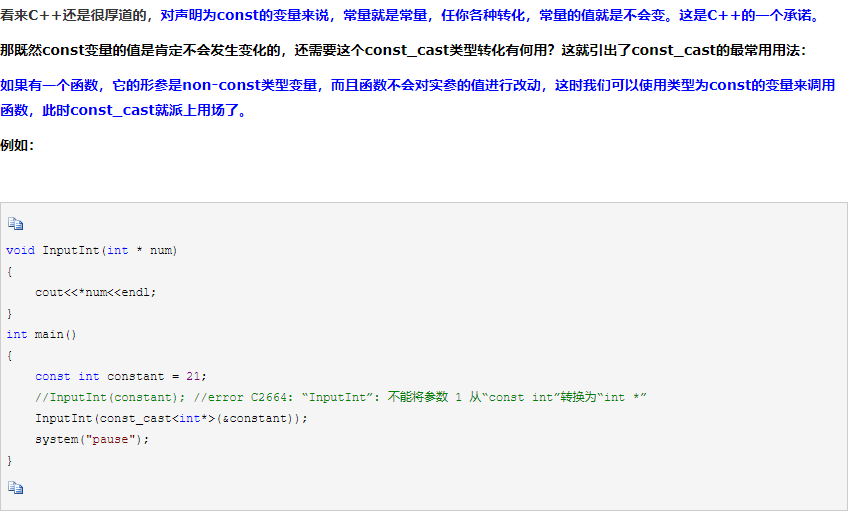 看来C++还是很厚道的，对声明为const的变量来说，常量就是常量，任你各种转化，常量的值就是不会变。这是C++的一个承诺。
那既然const变量的值是肯定不会发生变化的，还需要这个const_cast类型转化有何用？这就引出了const_cast的最常用用法：
如果有一个函数，它的形参是non-const类型变量，而且函数不会对实参的值进行改动，这时我们可以使用类型为const的变量来调用
函数，此时const_cast就派上用场了。
例如：
void InputInt(int * num)
{
    cout<<*num<<endl;
}
int main()
{
    const int constant = 21;
    //InputInt(constant); //error C2664: “InputInt”: 不能将参数 1 从“const int”转换为“int *”
    InputInt(const_cast<int*>(&constant));
    system("pause");
}